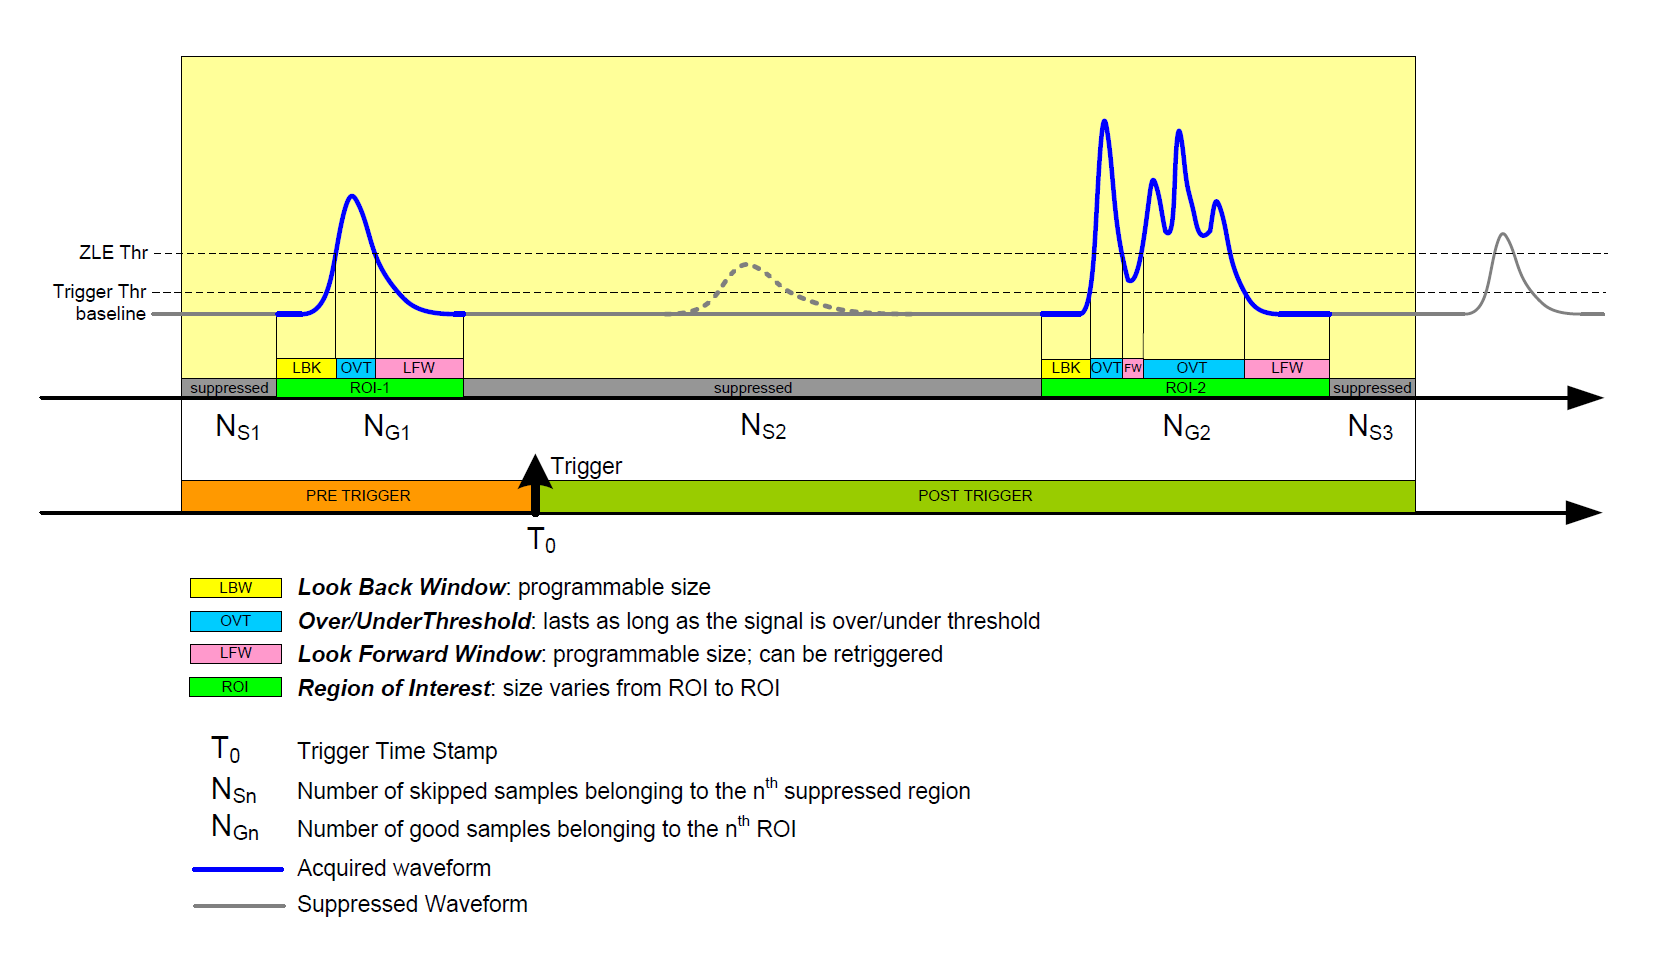 ZLE Thr
Trigger Thr
baseline
LBK OVT LFW LBK OVT FW OVT LFW
suppressed ROI-1 suppressed ROI-2 suppressed
NS1 NG1 NS2 NG2 NS3
Trigger
PRE TRIGGER POST TRIGGER
T0
LBW Look Back Window: programmable size
OVT Over/UnderThreshold: lasts as long as the signal is over/under threshold
LFW Look Forward Window: programmable size; can be retriggered
ROI Region of Interest: size varies from ROI to ROI
T0 Trigger Time Stamp
NSn Number of skipped samples belonging to the nth suppressed region
NGn Number of good samples belonging to the nth ROI
Acquired waveform
Suppressed Waveform